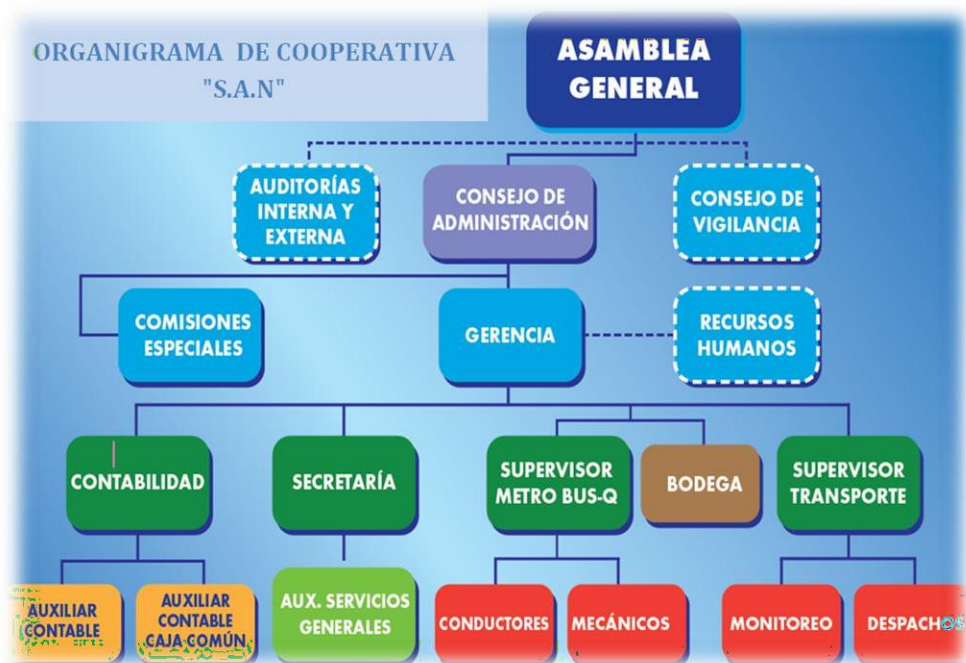 ORGANIGRAMA DE COOPERATIVA
"S.A.N"
ASAMBLEA
GENERAL
AUDITORÍAS
INTERNA Y
EXTERNA
CONSEJO DE
ADMINISTRACIÓN
CONSEJO DE
VIGILANCIA
COMISIONES
ESPECIALES
GERENCIA
RECURSOS
HUMANOS
CONTABILIDAD
SECRETARÍA
SUPERVISOR
METRO BUS-Q
BODEGA
SUPERVISOR
TRANSPORTE
AUXILIAR
CONTABLE
AUXILIAR
CONTABLE
CAJA COMÚN
AUX. SERVICIOS
GENERALES
CONDUCTORES
MECÁNICOS
MONITOREO
DESPACHOS